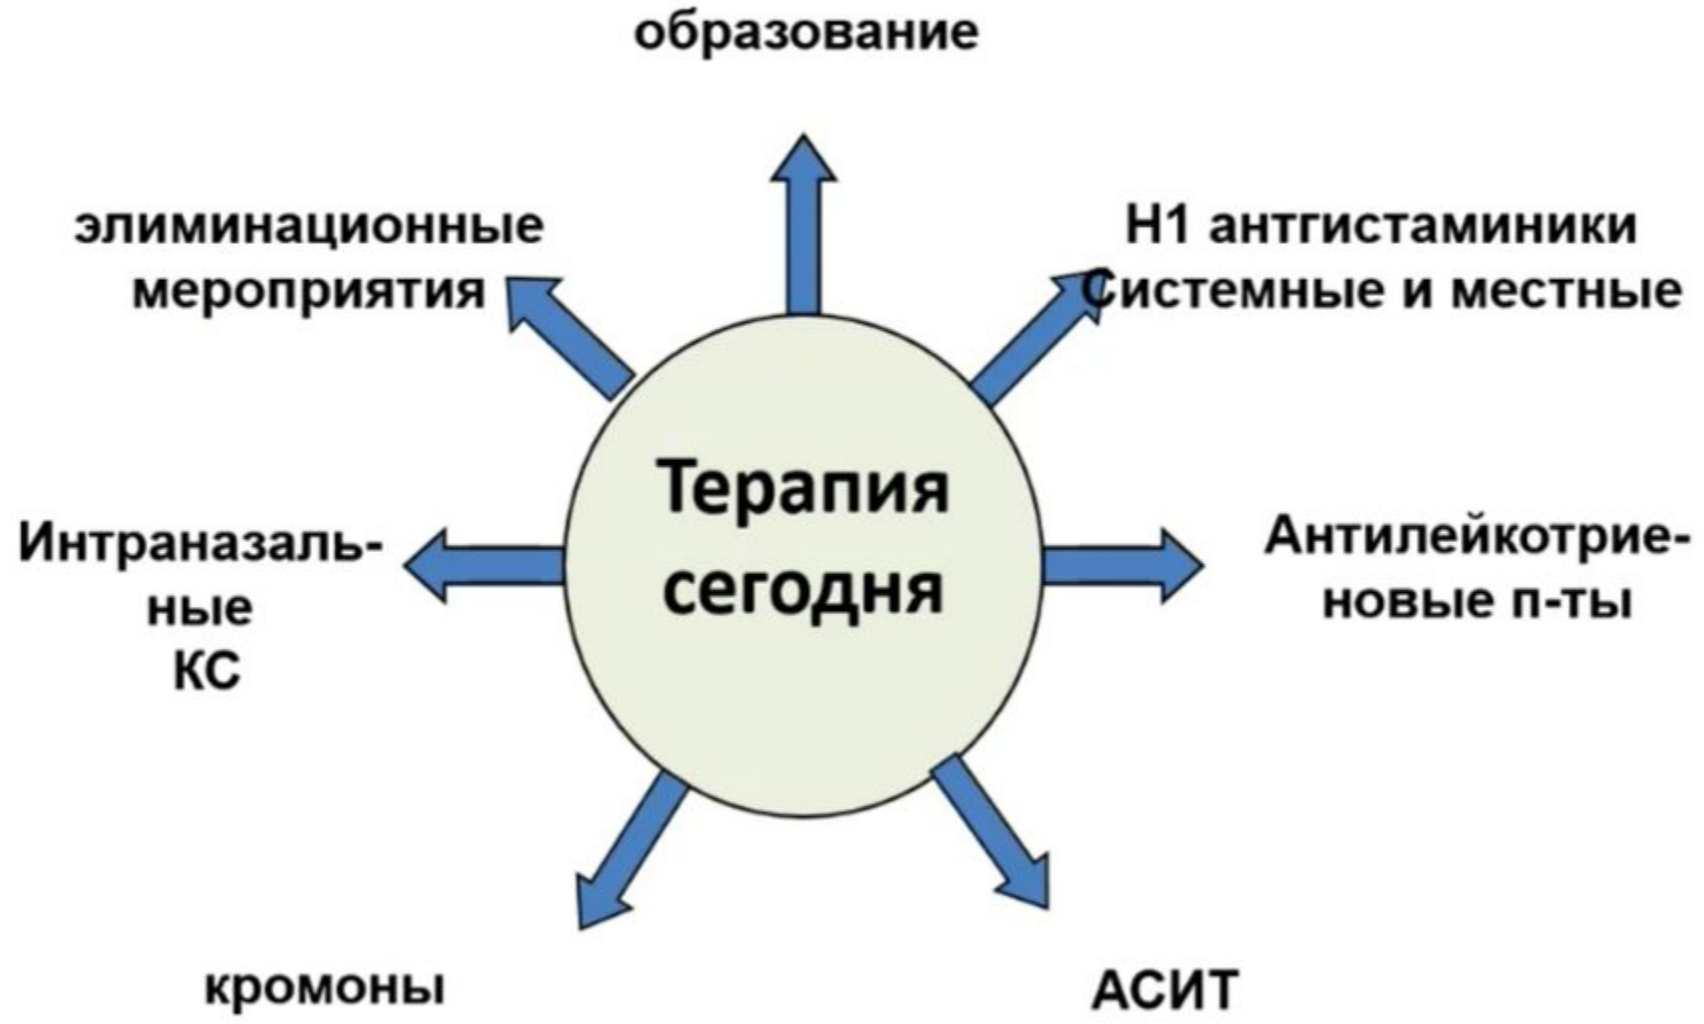 образование
элиминационные
мероприятия
Н1 антгистаминики
Системные и местные
Терапия
сегодня
Интраназаль-
ные
КС
Антилейкотрие-
новые п-ты
кромоны
АСИТ